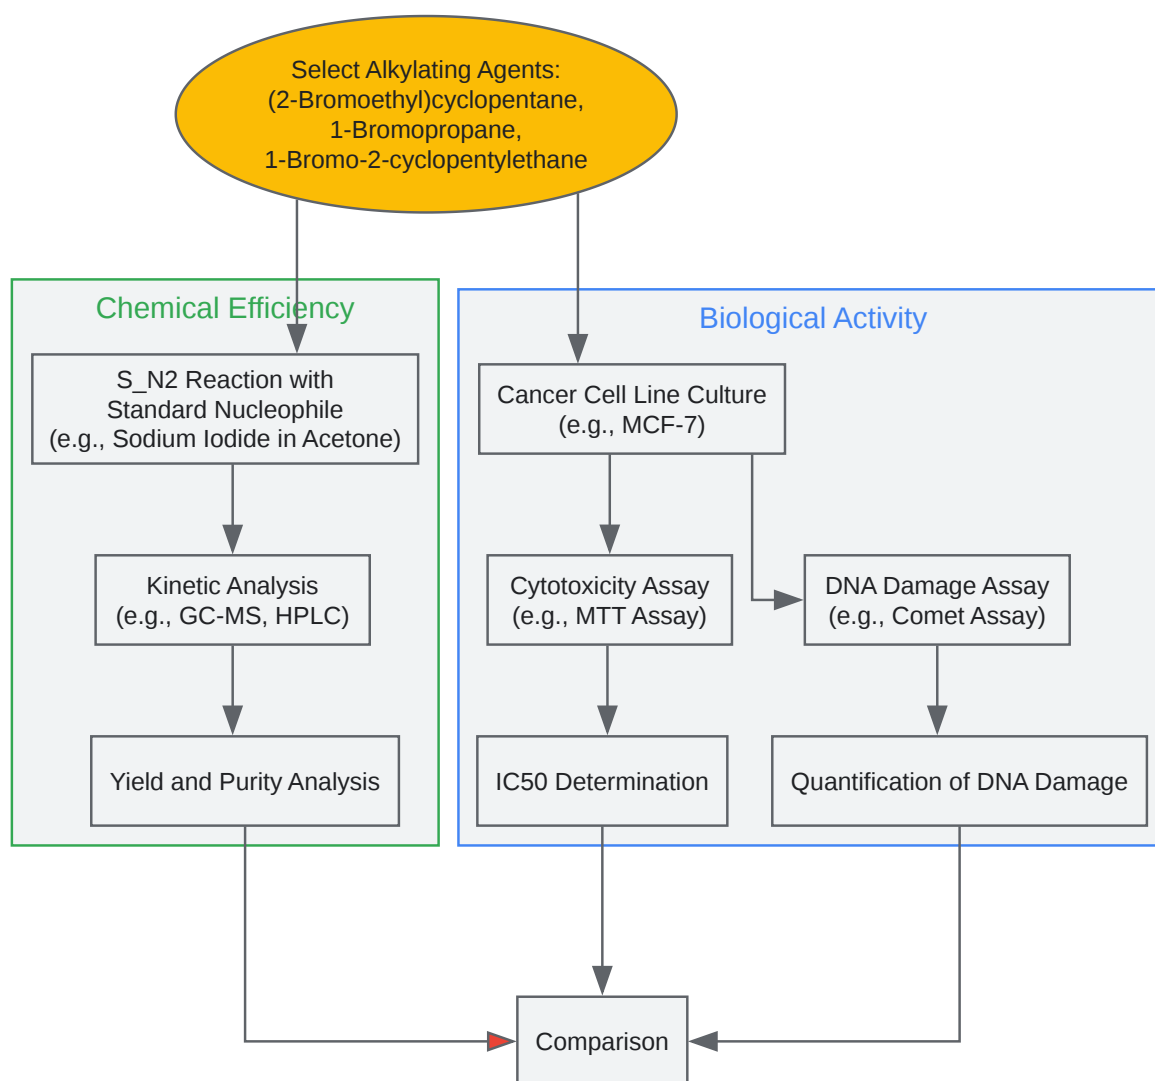 Select Alkylating Agents:
(2-Bromoethyl)cyclopentane,
1-Bromopropane,
1-Bromo-2-cyclopentylethane
Chemical Efficiency
S_N2 Reaction with
Standard Nucleophile
(e.g., Sodium Iodide in Acetone)
Kinetic Analysis
(e.g., GC-MS, HPLC)
Yield and Purity Analysis
Biological Activity
Cancer Cell Line Culture
(e.g., MCF-7)
Cytotoxicity Assay
(e.g., MTT Assay)
DNA Damage Assay
(e.g., Comet Assay)
IC50 Determination
Quantification of DNA Damage
Comparison